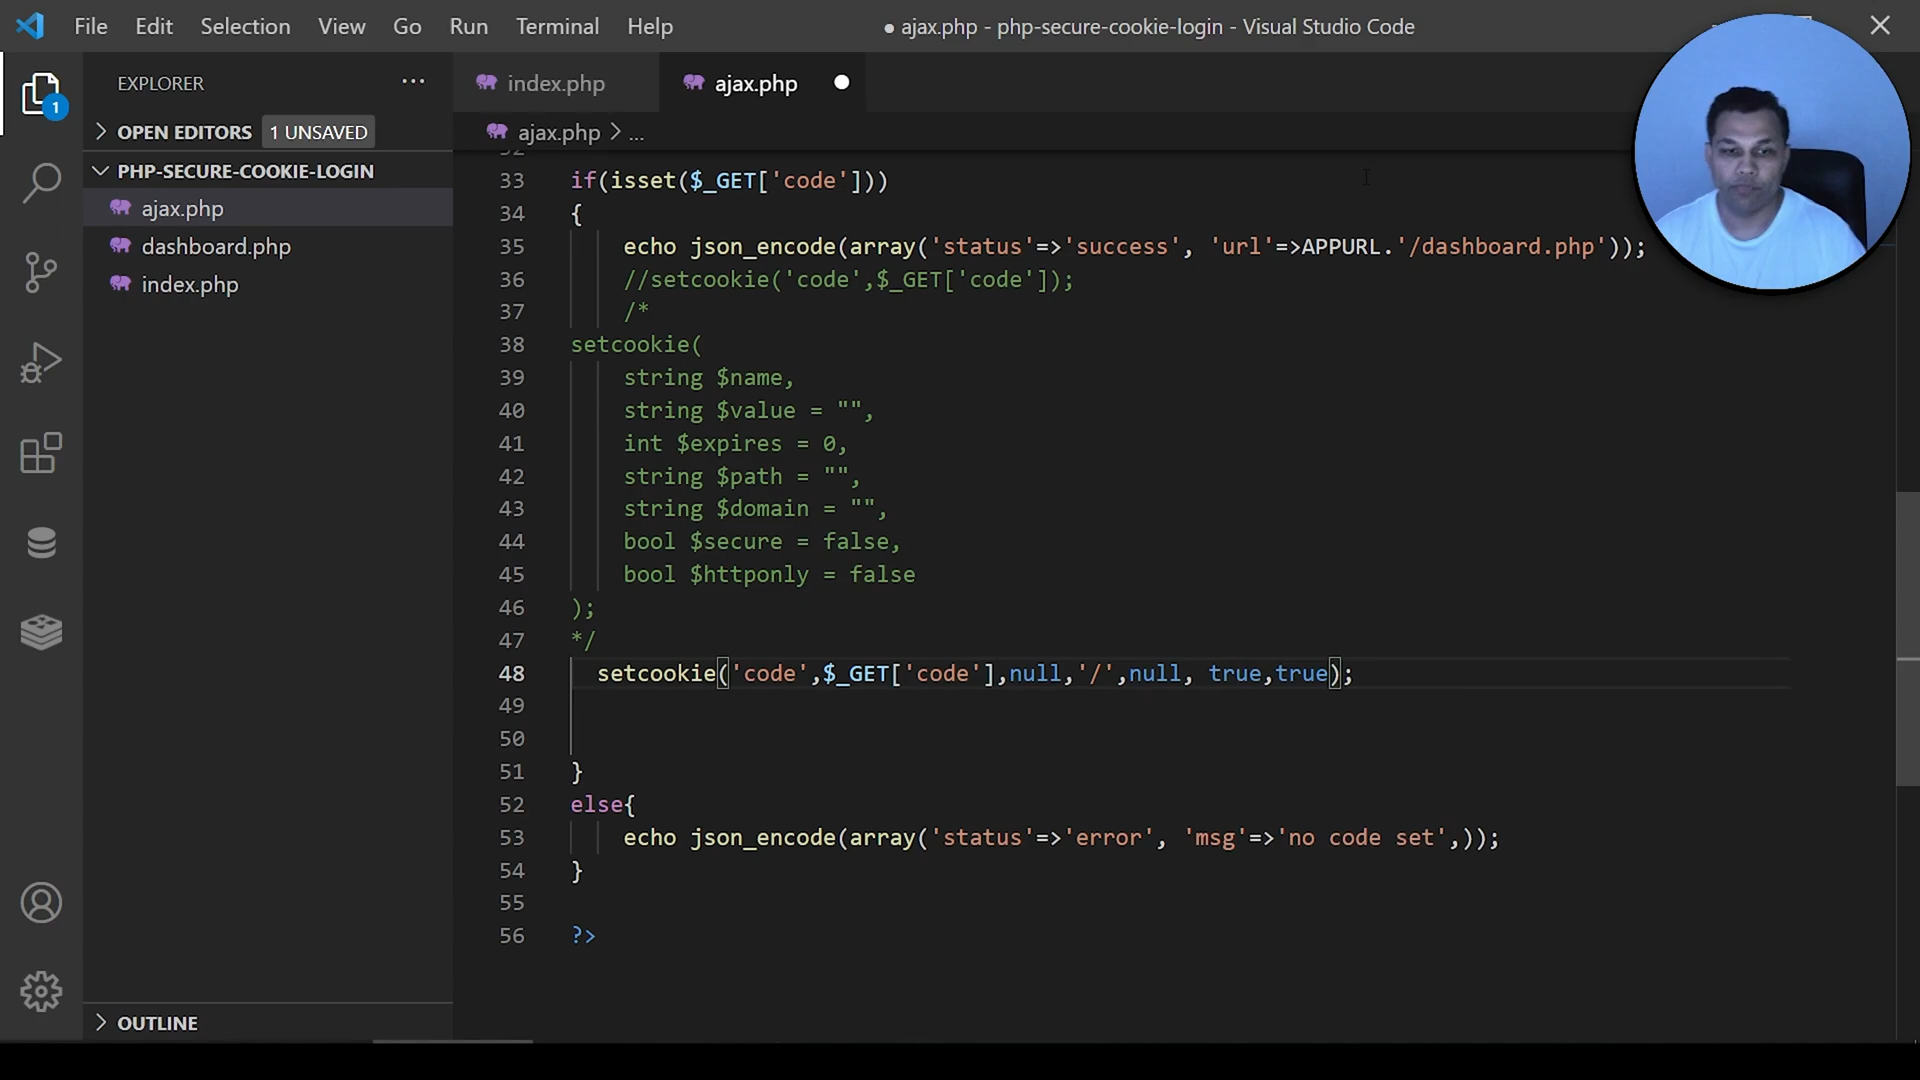 File Edit Selection View Go Run Terminal Help
● ajax.php - php-secure-cookie-login - Visual Studio Code
EXPLORER
index.php
ajax.php
OPEN EDITORS
1 UNSAVED
ajax.php > ...
PHP-SECURE-COOKIE-LOGIN
ajax.php
dashboard.php
index.php
1
33 if(isset($_GET['code']))
34 {
35 echo json_encode(array('status'=>'success', 'url'=>APPURL.'/dashboard.php'));
36 //setcookie('code',$_GET['code']);
37 /*
38 setcookie(
39 string $name,
40 string $value = "",
41 int $expires = 0,
42 string $path = "",
43 string $domain = "",
44 bool $secure = false,
45 bool $httponly = false
46 );
47 */
48 setcookie('code',$_GET['code'],null,'/',null, true,true);
49
50
51 }
52 else{
53 echo json_encode(array('status'=>'error', 'msg'=>'no code set',));
54 }
55
56 ?>
OUTLINE